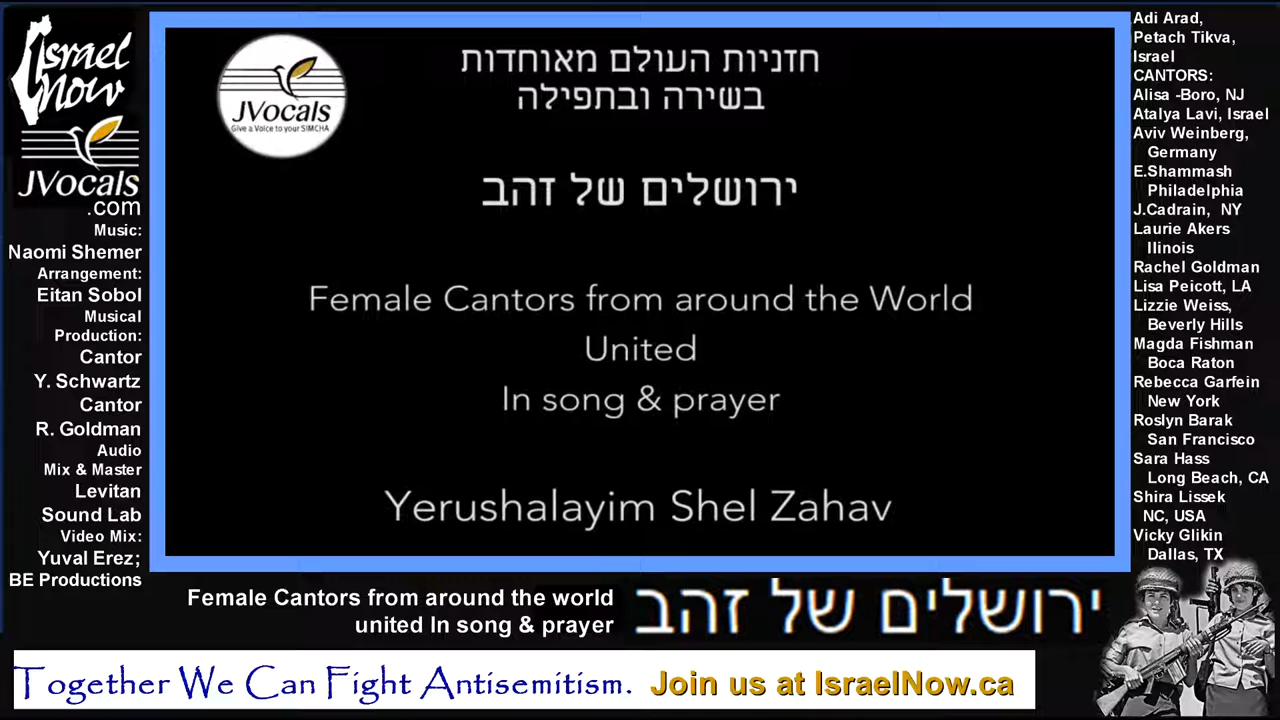 Israel
Now
JVocals
.com
Music:
Naomi Shemer
Arrangement:
Eitan Sobol
Musical
Production:
Cantor
Y. Schwartz
Cantor
R. Goldman
Audio
Mix & Master
Levitan
Sound Lab
Video Mix:
Yuval Erez;
BE Productions
JVocals
Give a Voice to your SIMCHA
חזניות העולם מאוחדות
בשירה ובתפילה
ירושלים של זהב
Female Cantors from around the World
United
In song & prayer
Yerushalayim Shel Zahav
Adi Arad,
Petach Tikva,
Israel
CANTORS:
Alisa -Boro, NJ
Atalya Lavi, Israel
Aviv Weinberg,
Germany
E.Shammash
Philadelphia
J.Cadrain, NY
Laurie Akers
Ilinois
Rachel Goldman
Lisa Peicott, LA
Lizzie Weiss,
Beverly Hills
Magda Fishman
Boca Raton
Rebecca Garfein
New York
Roslyn Barak
San Francisco
Sara Hass
Long Beach, CA
Shira Lissek
NC, USA
Vicky Glikin
Dallas, TX
Female Cantors from around the world
united In song & prayer
ירושלים של זהב
Together We Can Fight Antisemitism. Join us at IsraelNow.ca